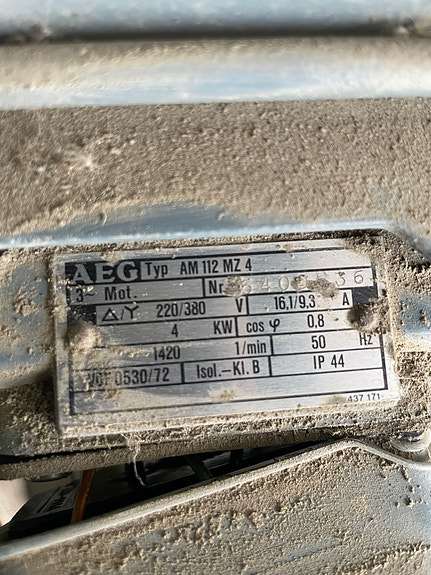 AEG Typ AM 112 MZ 4
3~ Mot. Nr.
△/Y 220/380 V 16,1/9,3 A
4 KW cos φ 0.8
1420 1/min 50 Hz
VDE 0530/72 Isol.–Kl. B IP 44
437 171